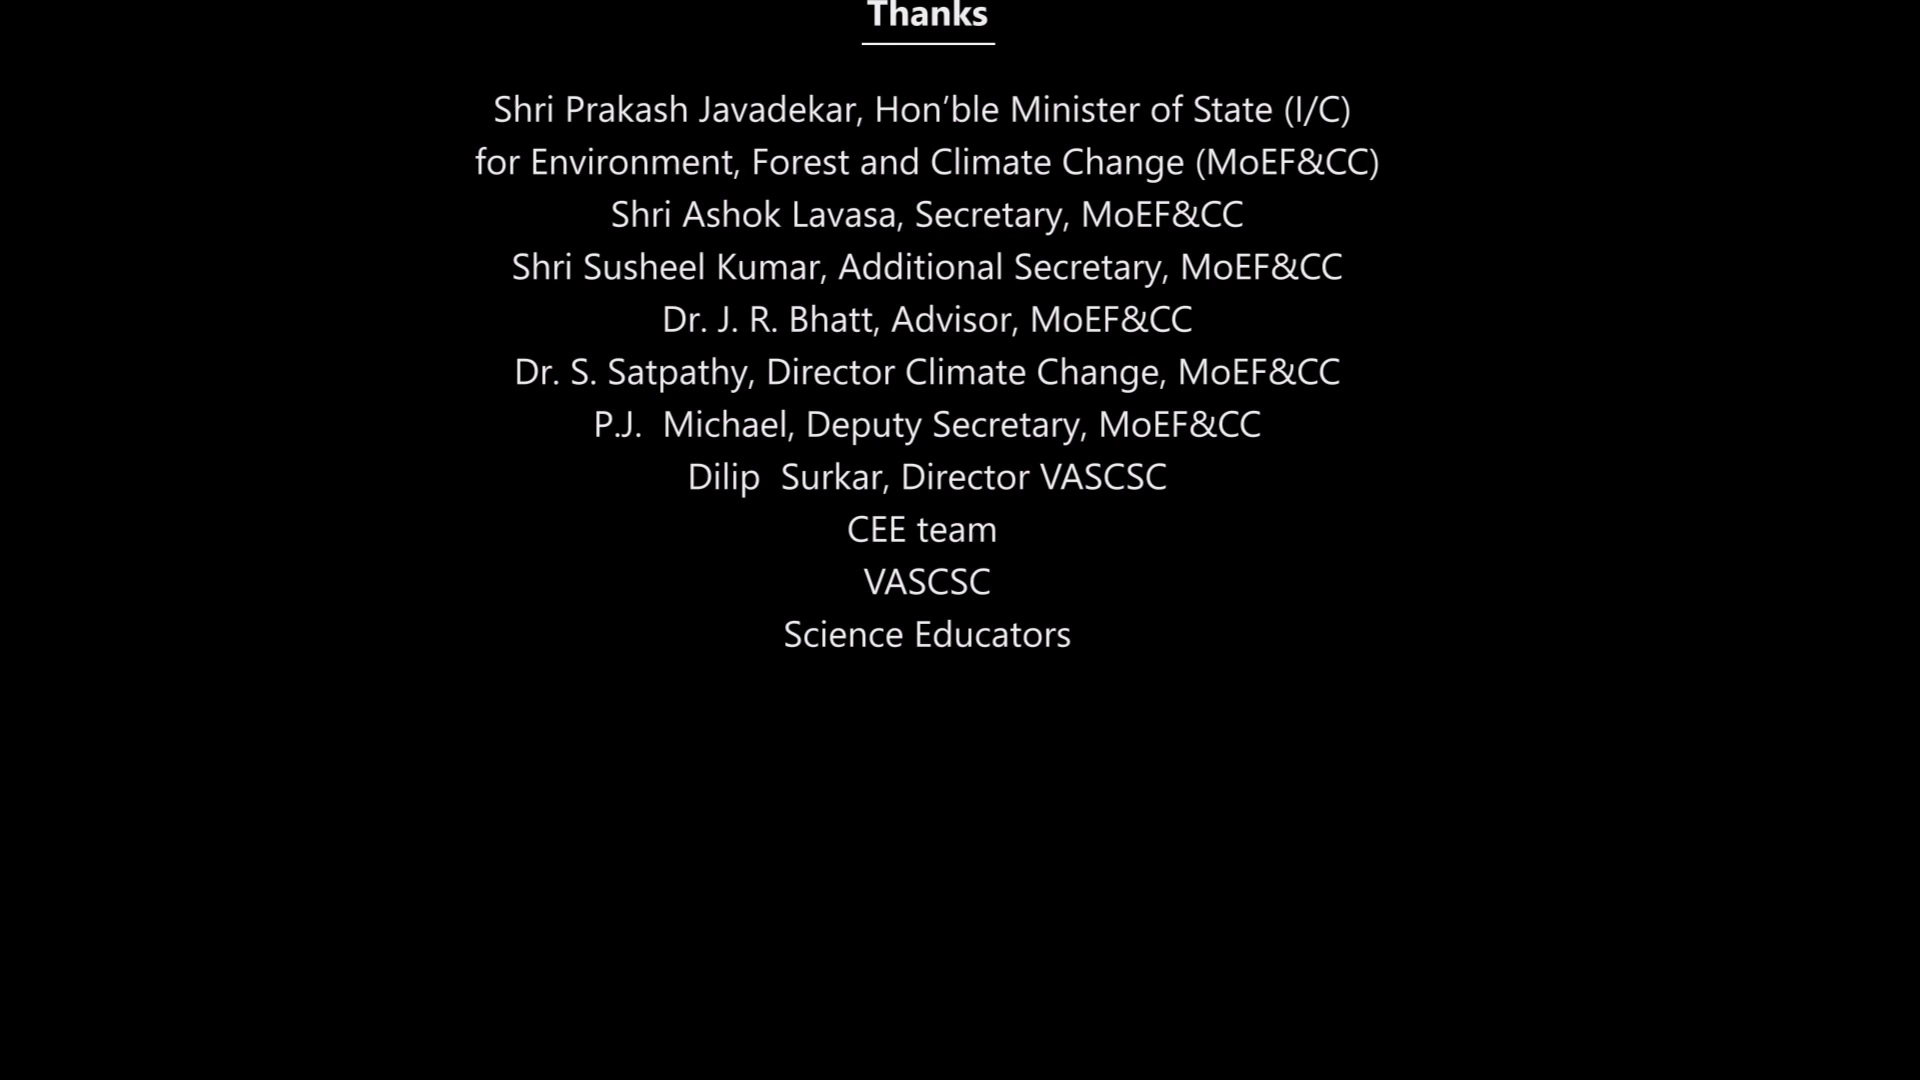 Thanks
Shri Prakash Javadekar, Hon’ble Minister of State (I/C)
for Environment, Forest and Climate Change (MoEF&CC)
Shri Ashok Lavasa, Secretary, MoEF&CC
Shri Susheel Kumar, Additional Secretary, MoEF&CC
Dr. J. R. Bhatt, Advisor, MoEF&CC
Dr. S. Satpathy, Director Climate Change, MoEF&CC
P.J.  Michael, Deputy Secretary, MoEF&CC
Dilip  Surkar, Director VASCSC
CEE team
VASCSC
Science Educators